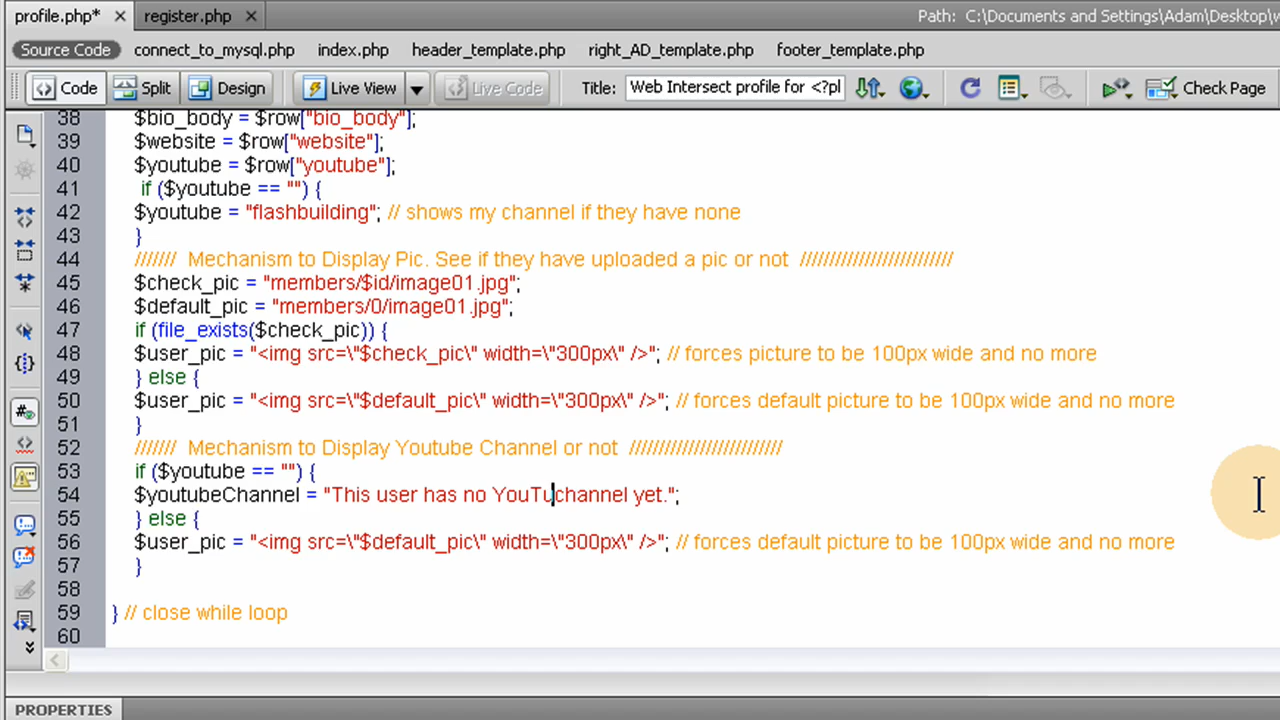 profile.php* × register.php × Path: C:\Documents and Settings\Adam\Desktop\w
Source Code connect_to_mysql.php index.php header_template.php right_AD_template.php footer_template.php
Code Split Design Live View Live Code Title: Web Intersect profile for <?pl Check Page
38 $bio_body = $row["bio_body"];
39 $website = $row["website"];
40 $youtube = $row["youtube"];
41 if ($youtube == "") {
42 $youtube = "flashbuilding"; // shows my channel if they have none
43 }
44 /////// Mechanism to Display Pic. See if they have uploaded a pic or not //////////////////////////
45 $check_pic = "members/$id/image01.jpg";
46 $default_pic = "members/0/image01.jpg";
47 if (file_exists($check_pic)) {
48 $user_pic = "<img src=\"$check_pic\" width=\"300px\" />"; // forces picture to be 100px wide and no more
49 } else {
50 $user_pic = "<img src=\"$default_pic\" width=\"300px\" />"; // forces default picture to be 100px wide and no more
51 }
52 /////// Mechanism to Display Youtube Channel or not //////////////////////////
53 if ($youtube == "") {
54 $youtubeChannel = "This user has no YouTuchannel yet.";
55 } else {
56 $user_pic = "<img src=\"$default_pic\" width=\"300px\" />"; // forces default picture to be 100px wide and no more
57 }
58
59 } // close while loop
60
PROPERTIES